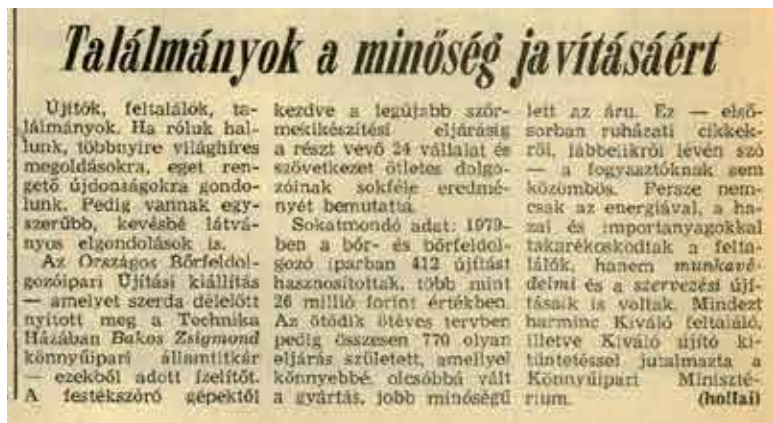 Találmányok a minőség javításáért
Újítók, feltalálók, ta-
lálmányok. Ha róluk hal-
lunk, többnyire világhíres
megoldásokra, eget ren-
gető újdonságokra gondo-
lunk. Pedig vannak egy-
szerűbb, kevésbé látvá-
nyos elgondolások is.
Az Országos Bőrfeldol-
gozóipari Újítási kiállítás
— amelyet szerda délelőtt
nyitott meg a Technika
Házában Bakos Zsigmond
könnyűipari államtitkár
— ezekből adott ízelítőt.
A festékszóró gépektől
kezdve a legújabb szőr-
mekikészítési eljárásig
a részt vevő 24 vállalat és
szövetkezet ötletes dolgo-
zóinak sokféle eredmé-
nyét bemutatta.
Sokatmondó adat: 1979-
ben a bőr- és bőrfeldol-
gozó iparban 412 újítást
hasznosítottak, több mint
26 millió forint értékben.
Az ötödik ötéves tervben
pedig összesen 770 olyan
eljárás született, amellyel
könnyebbé, olcsóbbá vált
a gyártás, jobb minőségű
lett az áru. Ez — első-
sorban ruházati cikkek-
ről, lábbelikről lévén szó
— a fogyasztóknak sem
közömbös. Persze nem-
csak az energiával, a ha-
zai és importanyagokkal
takarékoskodtak a felta-
lálók, hanem munkavé-
delmi és a szervezési újí-
tásaik is voltak. Mindezt
harminc Kiváló feltaláló,
illetve Kiváló újító ki-
tüntetéssel jutalmazta a
Könnyűipari Miniszté-
rium.
(hollai)